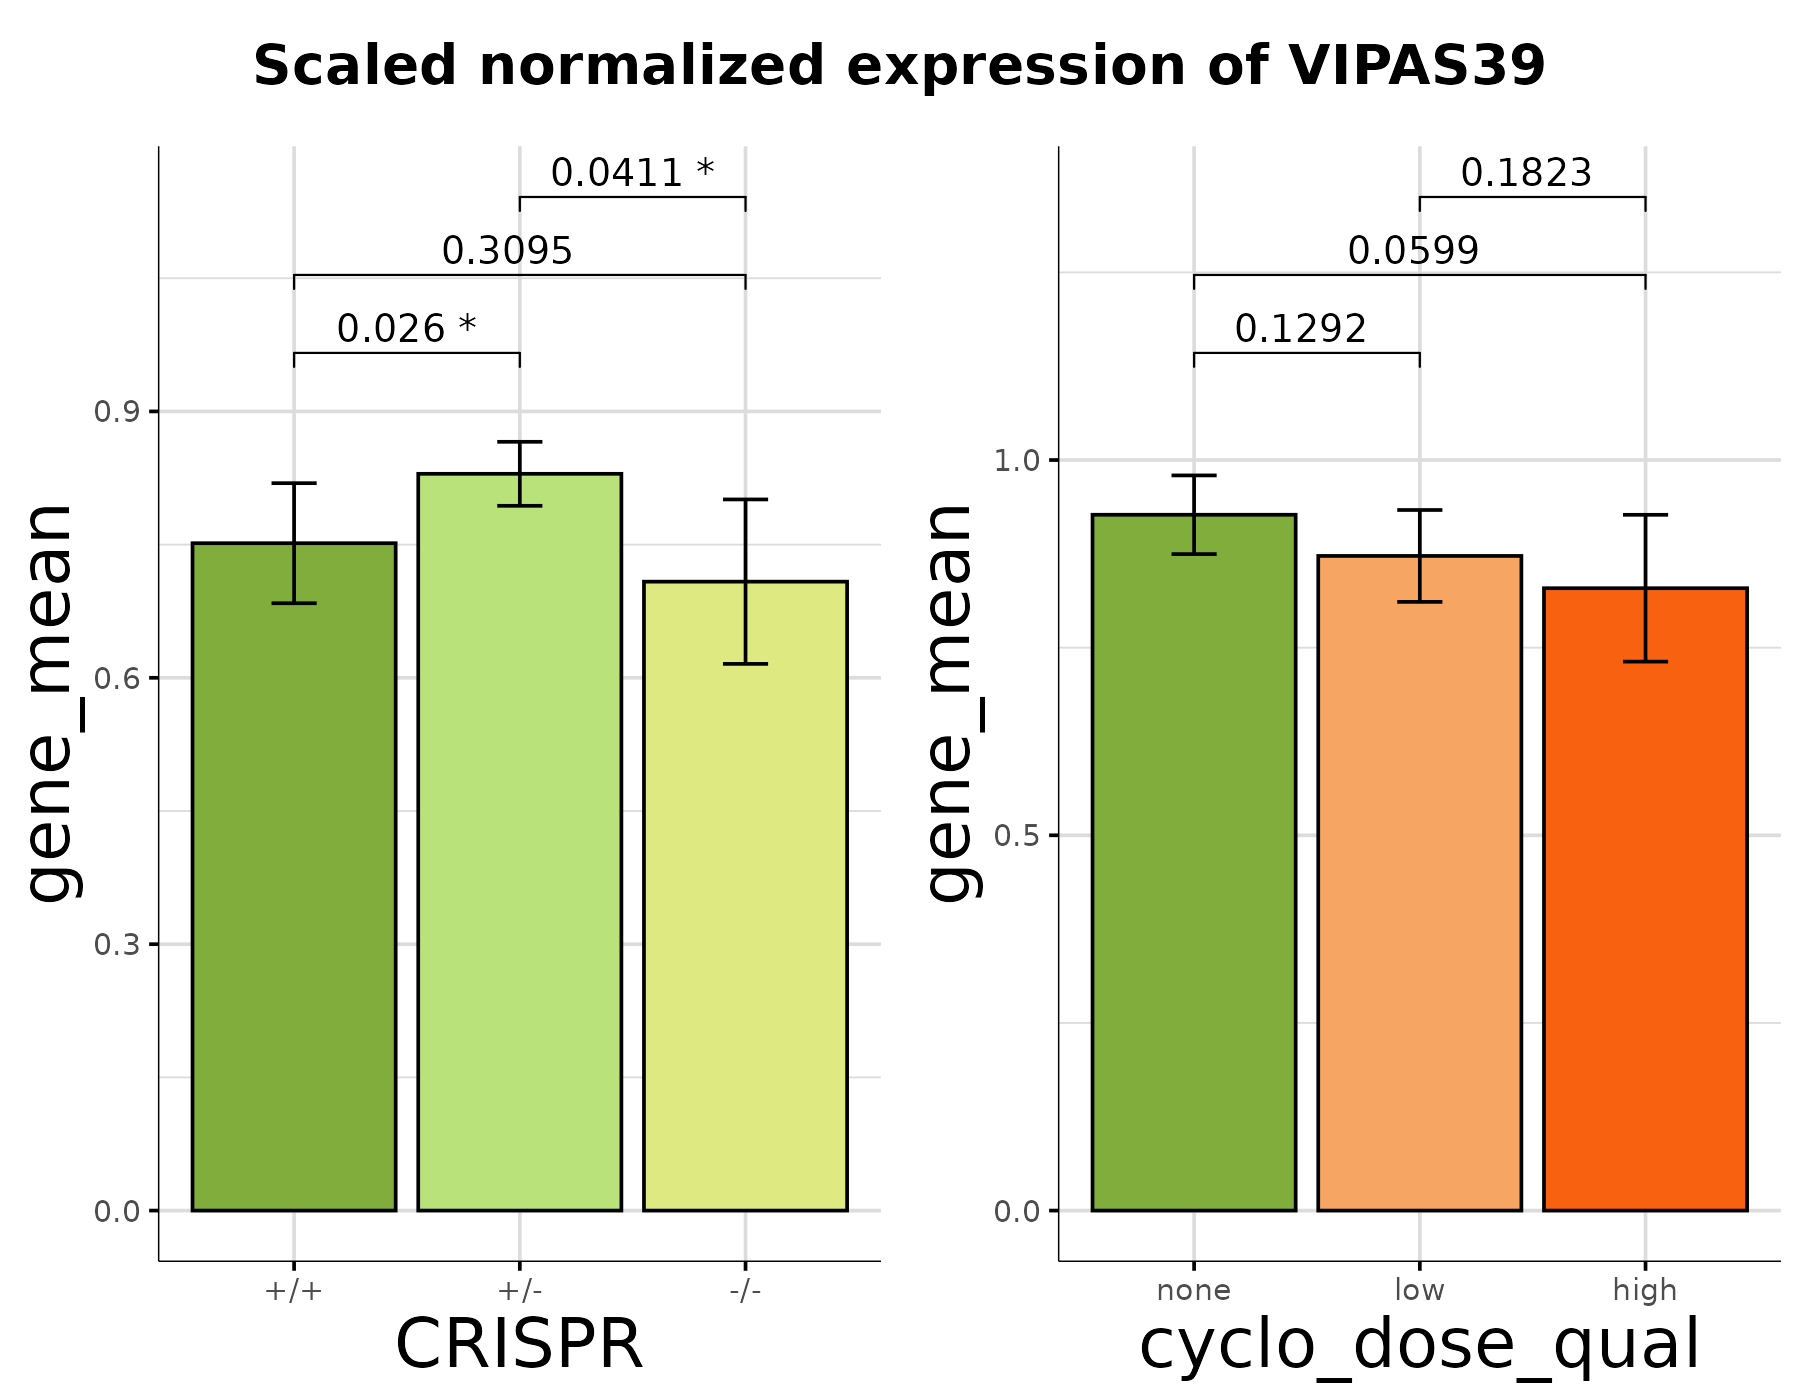 Scaled normalized expression of VIPAS39
0.0411 *
0.3095
0.026 *
0.9
0.6
0.3
0.0
gene_mean
+/+ +/- -/-
CRISPR
0.1823
0.0599
0.1292
1.0
0.5
0.0
gene_mean
none low high
cyclo_dose_qual